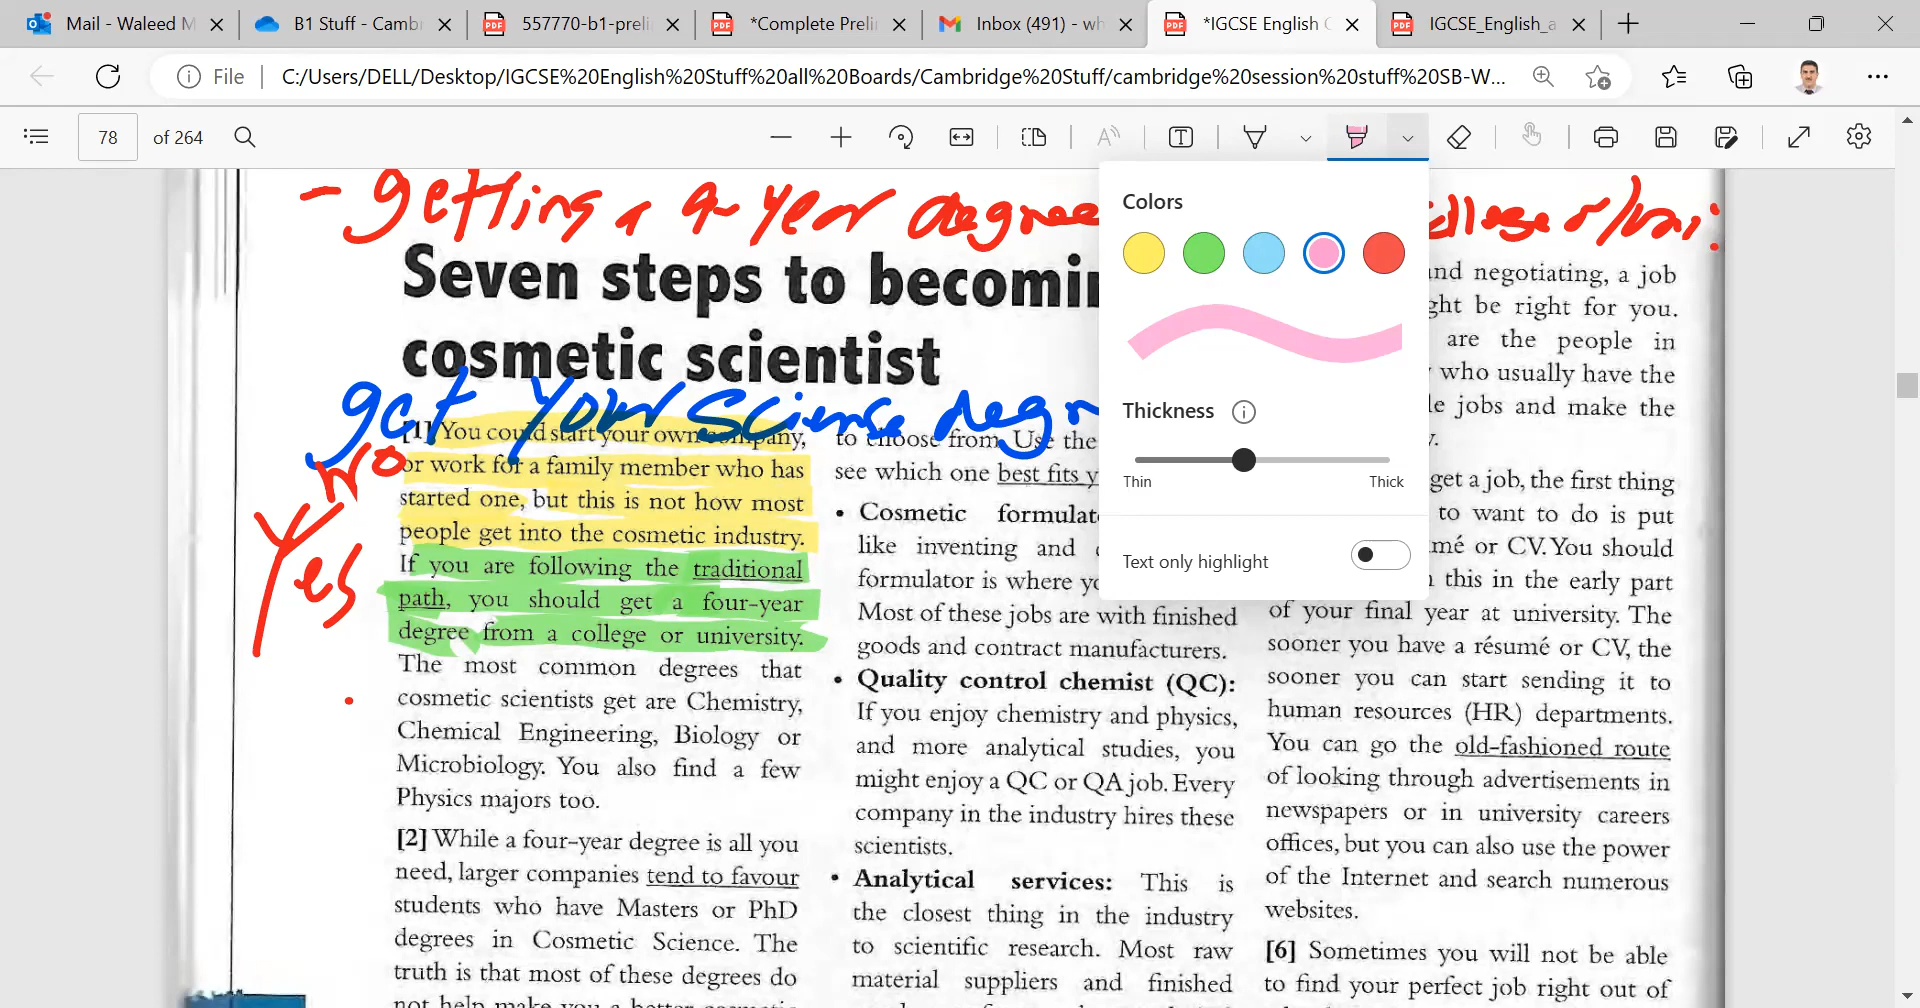 Mail - Waleed M
B1 Stuff - Cambr
557770-b1-preli
*Complete Preli
Inbox (491) - wh
*IGCSE English C
IGCSE_English_a
File
C:/Users/DELL/Desktop/IGCSE%20English%20Stuff%20all%20Boards/Cambridge%20Stuff/cambridge%20session%20stuff%20SB-W...
78 of 264
- getting a 4-year degree
college or/uni:
Seven steps to becomin
cosmetic scientist
get your science degr
no
Yes
[1] You could start your own company,
or work for a family member who has
started one, but this is not how most
people get into the cosmetic industry.
If you are following the traditional
path, you should get a four-year
degree from a college or university.
The most common degrees that
cosmetic scientists get are Chemistry,
Chemical Engineering, Biology or
Microbiology. You also find a few
Physics majors too.
[2] While a four-year degree is all you
need, larger companies tend to favour
students who have Masters or PhD
degrees in Cosmetic Science. The
truth is that most of these degrees do
not help make you a better cosmetic
to choose from. Use the
see which one best fits y
• Cosmetic formulat
like inventing and
formulator is where yo
Most of these jobs are with finished
goods and contract manufacturers.
• Quality control chemist (QC):
If you enjoy chemistry and physics,
and more analytical studies, you
might enjoy a QC or QA job. Every
company in the industry hires these
scientists.
• Analytical services: This is
the closest thing in the industry
to scientific research. Most raw
material suppliers and finished
Colors
Thickness
Thin
Thick
Text only highlight
and negotiating, a job
ght be right for you.
are the people in
who usually have the
le jobs and make the
y.
get a job, the first thing
to want to do is put
mé or CV. You should
this in the early part
of your final year at university. The
sooner you have a résumé or CV, the
sooner you can start sending it to
human resources (HR) departments.
You can go the old-fashioned route
of looking through advertisements in
newspapers or in university careers
offices, but you can also use the power
of the Internet and search numerous
websites.
[6] Sometimes you will not be able
to find your perfect job right out of